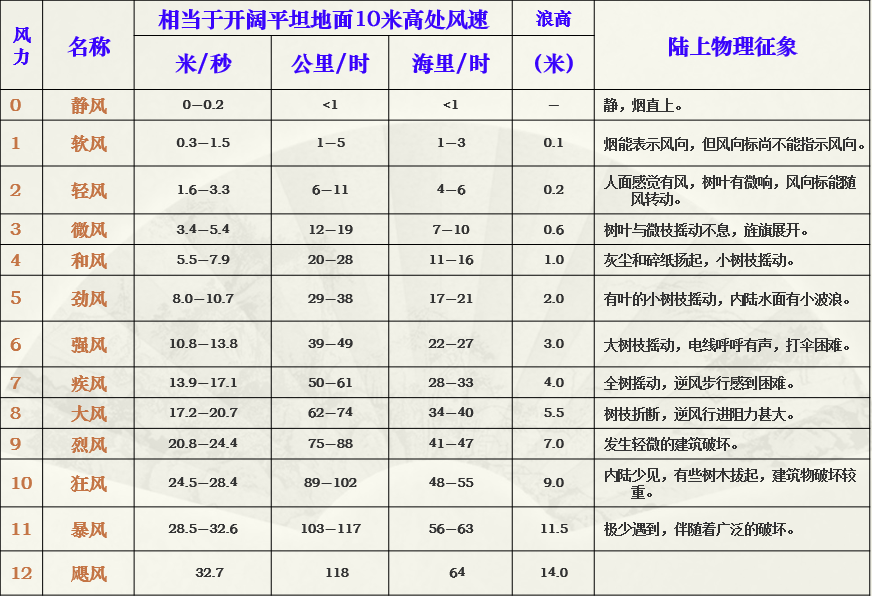 风力 名称 相当于开阔平坦地面10米高处风速 浪高 陆上物理征象
米/秒 公里/时 海里/时 (米)
0 静风 0—0.2 <1 <1 — 静，烟直上。
1 软风 0.3—1.5 1—5 1—3 0.1 烟能表示风向，但风向标尚不能指示风向。
2 轻风 1.6—3.3 6—11 4—6 0.2 人面感觉有风，树叶有微响，风向标能随
风转动。
3 微风 3.4—5.4 12—19 7—10 0.6 树叶与微枝摇动不息，旌旗展开。
4 和风 5.5—7.9 20—28 11—16 1.0 灰尘和碎纸扬起，小树枝摇动。
5 劲风 8.0—10.7 29—38 17—21 2.0 有叶的小树枝摇动，内陆水面有小波浪。
6 强风 10.8—13.8 39—49 22—27 3.0 大树枝摇动，电线呼呼有声，打伞困难。
7 疾风 13.9—17.1 50—61 28—33 4.0 全树摇动，逆风步行感到困难。
8 大风 17.2—20.7 62—74 34—40 5.5 树枝折断，逆风行进阻力甚大。
9 烈风 20.8—24.4 75—88 41—47 7.0 发生轻微的建筑破坏。
10 狂风 24.5—28.4 89—102 48—55 9.0 内陆少见，有些树木拔起，建筑物破坏较
重。
11 暴风 28.5—32.6 103—117 56—63 11.5 极少遇到，伴随着广泛的破坏。
12 飓风 32.7 118 64 14.0